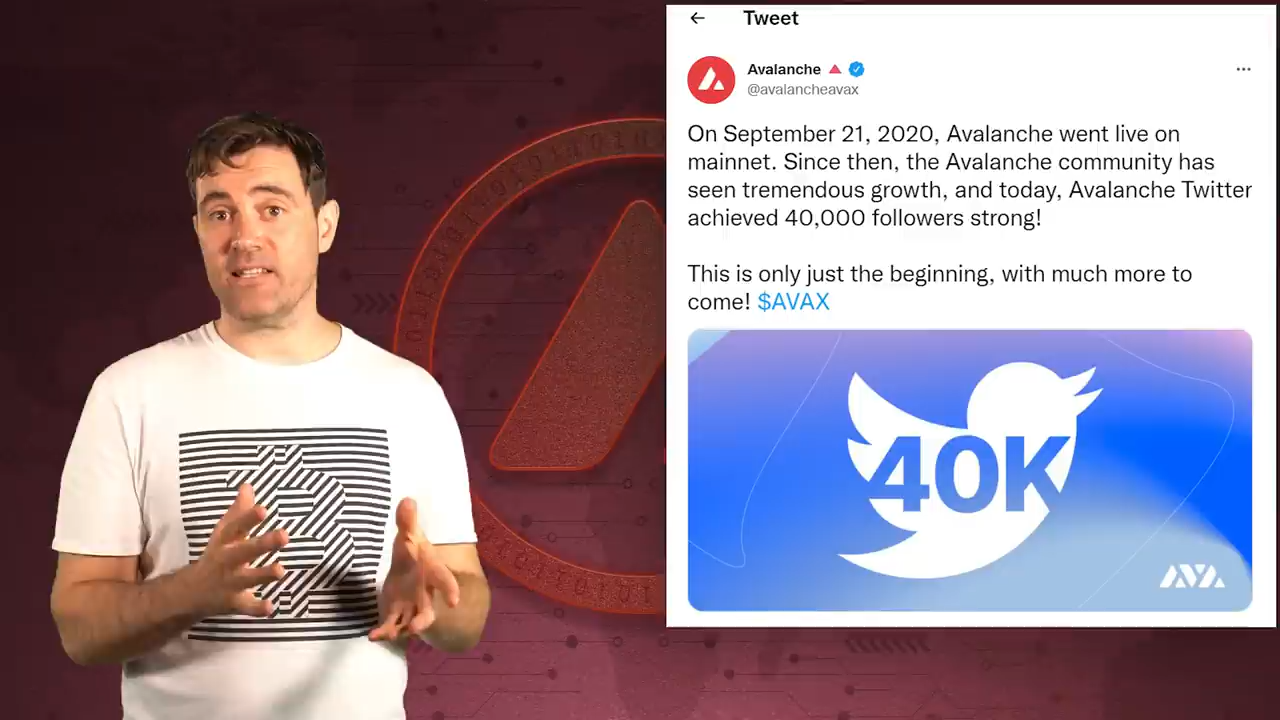 Tweet
Avalanche
@avalancheavax
On September 21, 2020, Avalanche went live on
mainnet. Since then, the Avalanche community has
seen tremendous growth, and today, Avalanche Twitter
achieved 40,000 followers strong!
This is only just the beginning, with much more to
come! $AVAX
40K
AVA